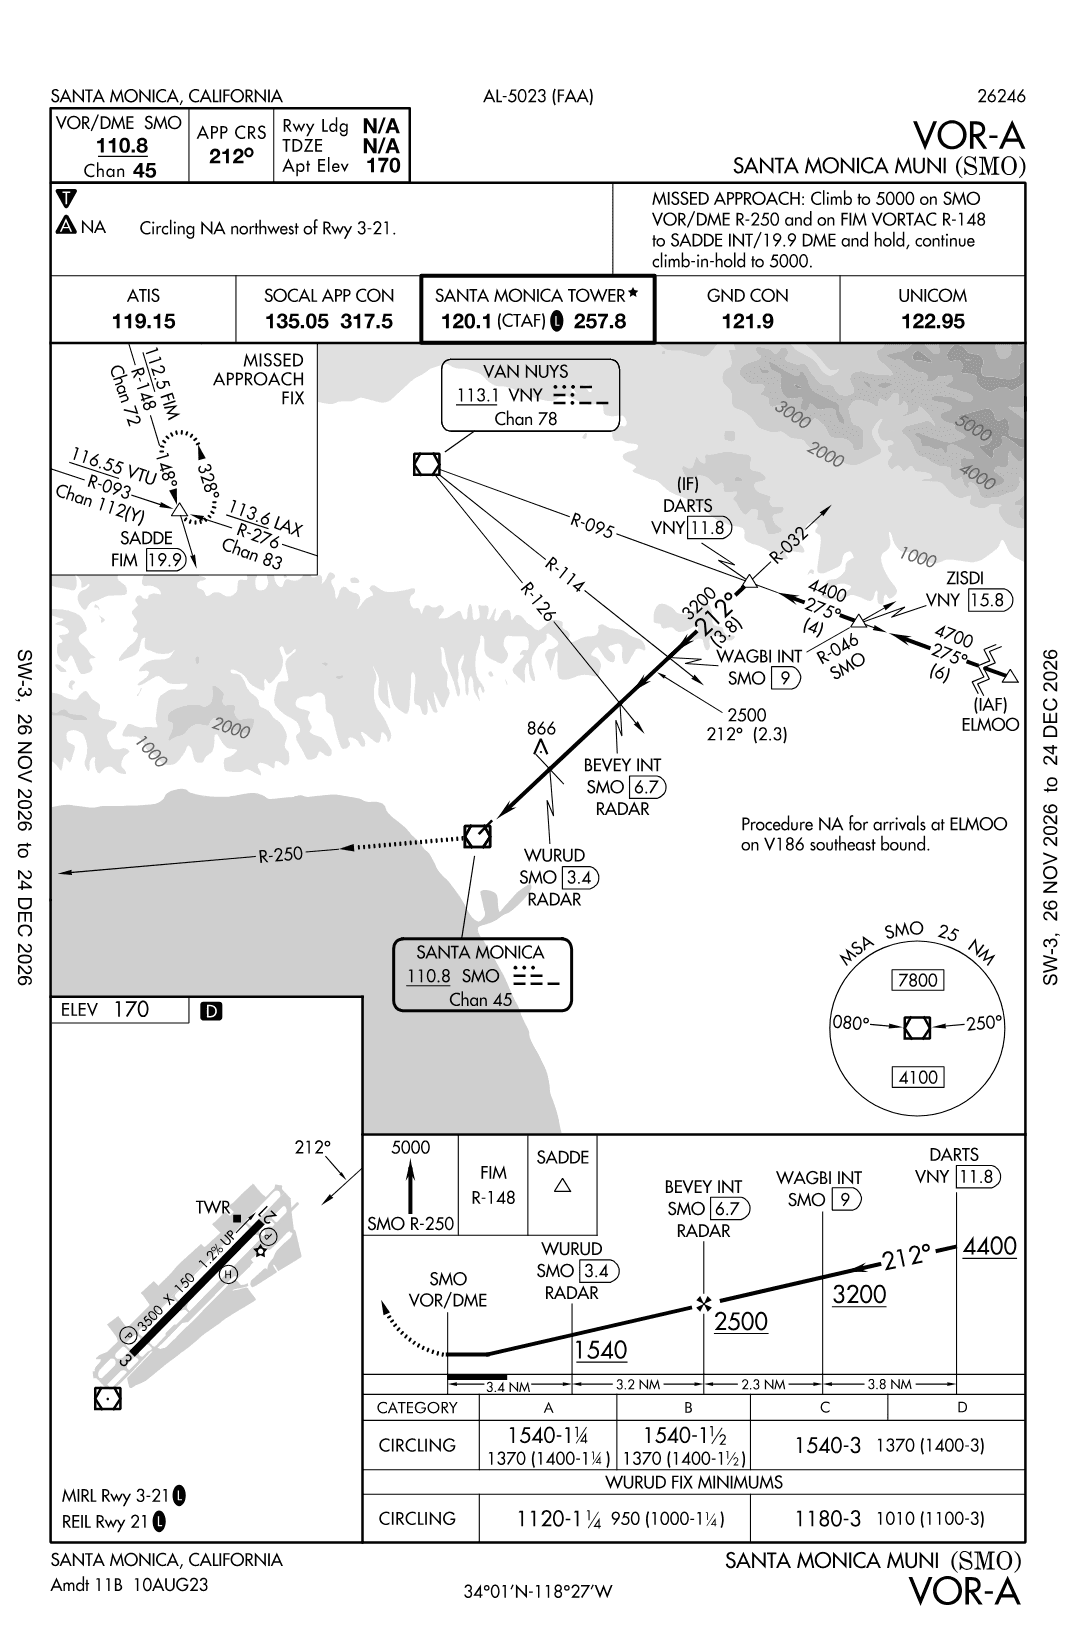 SANTA MONICA, CALIFORNIA
AL-5023 (FAA)
26246
VOR/DME SMO
110.8
Chan 45
APP CRS
212°
Rwy Ldg N/A
TDZE N/A
Apt Elev 170
VOR-A
SANTA MONICA MUNI (SMO)
T
A NA
Circling NA northwest of Rwy 3-21.
MISSED APPROACH: Climb to 5000 on SMO
VOR/DME R-250 and on FIM VORTAC R-148
to SADDE INT/19.9 DME and hold, continue
climb-in-hold to 5000.
ATIS
119.15
SOCAL APP CON
135.05 317.5
SANTA MONICA TOWER★
120.1 (CTAF) L 257.8
GND CON
121.9
UNICOM
122.95
MISSED
APPROACH
FIX
112.5 FIM
R-148
Chan 72
148°
328°
116.55 VTU
R-093
Chan 112(Y)
113.6 LAX
R-276
Chan 83
SADDE
FIM 19.9
VAN NUYS
113.1 VNY
Chan 78
3000
2000
5000
4000
1000
(IF)
DARTS
VNY 11.8
R-095
R-114
R-126
R-032
4400
275°
(4)
ZISDI
VNY 15.8
R-046
SMO
4700
275°
(6)
(IAF)
ELMOO
3200
212°
(3.8)
WAGBI INT
SMO 9
2500
212° (2.3)
BEVEY INT
SMO 6.7
RADAR
866
2000
1000
WURUD
SMO 3.4
RADAR
R-250
Procedure NA for arrivals at ELMOO
on V186 southeast bound.
SANTA MONICA
110.8 SMO
Chan 45
MSA SMO 25 NM
7800
080°
250°
4100
SW-3, 26 NOV 2026 to 24 DEC 2026
SW-3, 26 NOV 2026 to 24 DEC 2026
ELEV 170
D
212°
TWR
21
P
H
3500 X 150
1.2% UP
P
3
MIRL Rwy 3-21 L
REIL Rwy 21 L
5000
SMO R-250
FIM
R-148
SADDE
SMO
VOR/DME
WURUD
SMO 3.4
RADAR
BEVEY INT
SMO 6.7
RADAR
WAGBI INT
SMO 9
DARTS
VNY 11.8
212°
4400
3200
2500
1540
3.4 NM
3.2 NM
2.3 NM
3.8 NM
CATEGORY A B C D
CIRCLING
1540-1¼
1370 (1400-1¼)
1540-1½
1370 (1400-1½)
1540-3 1370 (1400-3)
WURUD FIX MINIMUMS
CIRCLING 1120-1¼ 950 (1000-1¼) 1180-3 1010 (1100-3)
SANTA MONICA, CALIFORNIA
Amdt 11B 10AUG23
34°01'N-118°27'W
SANTA MONICA MUNI (SMO)
VOR-A